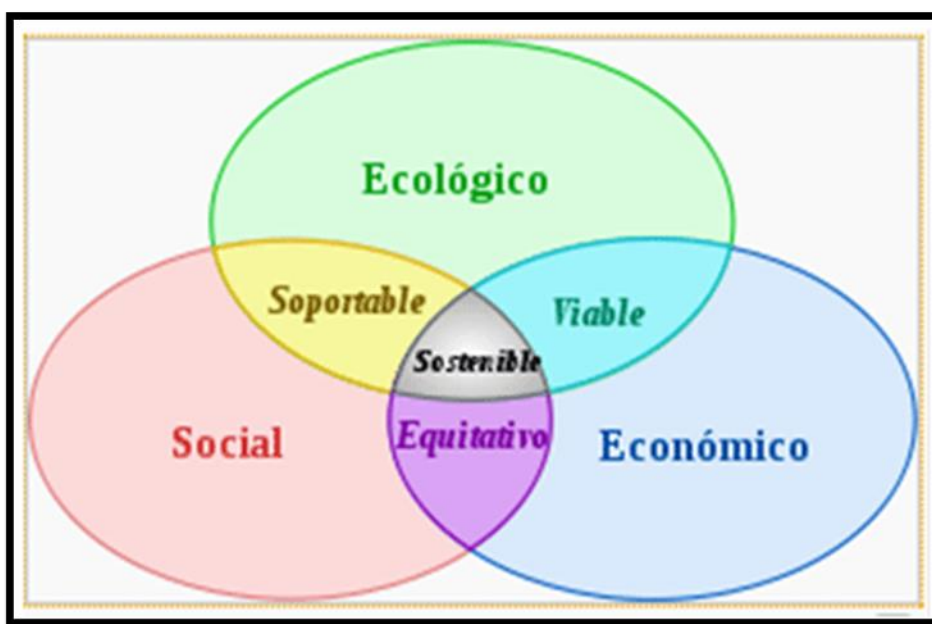 Ecológico
Soportable
Viable
Sostenible
Social
Equitativo
Económico